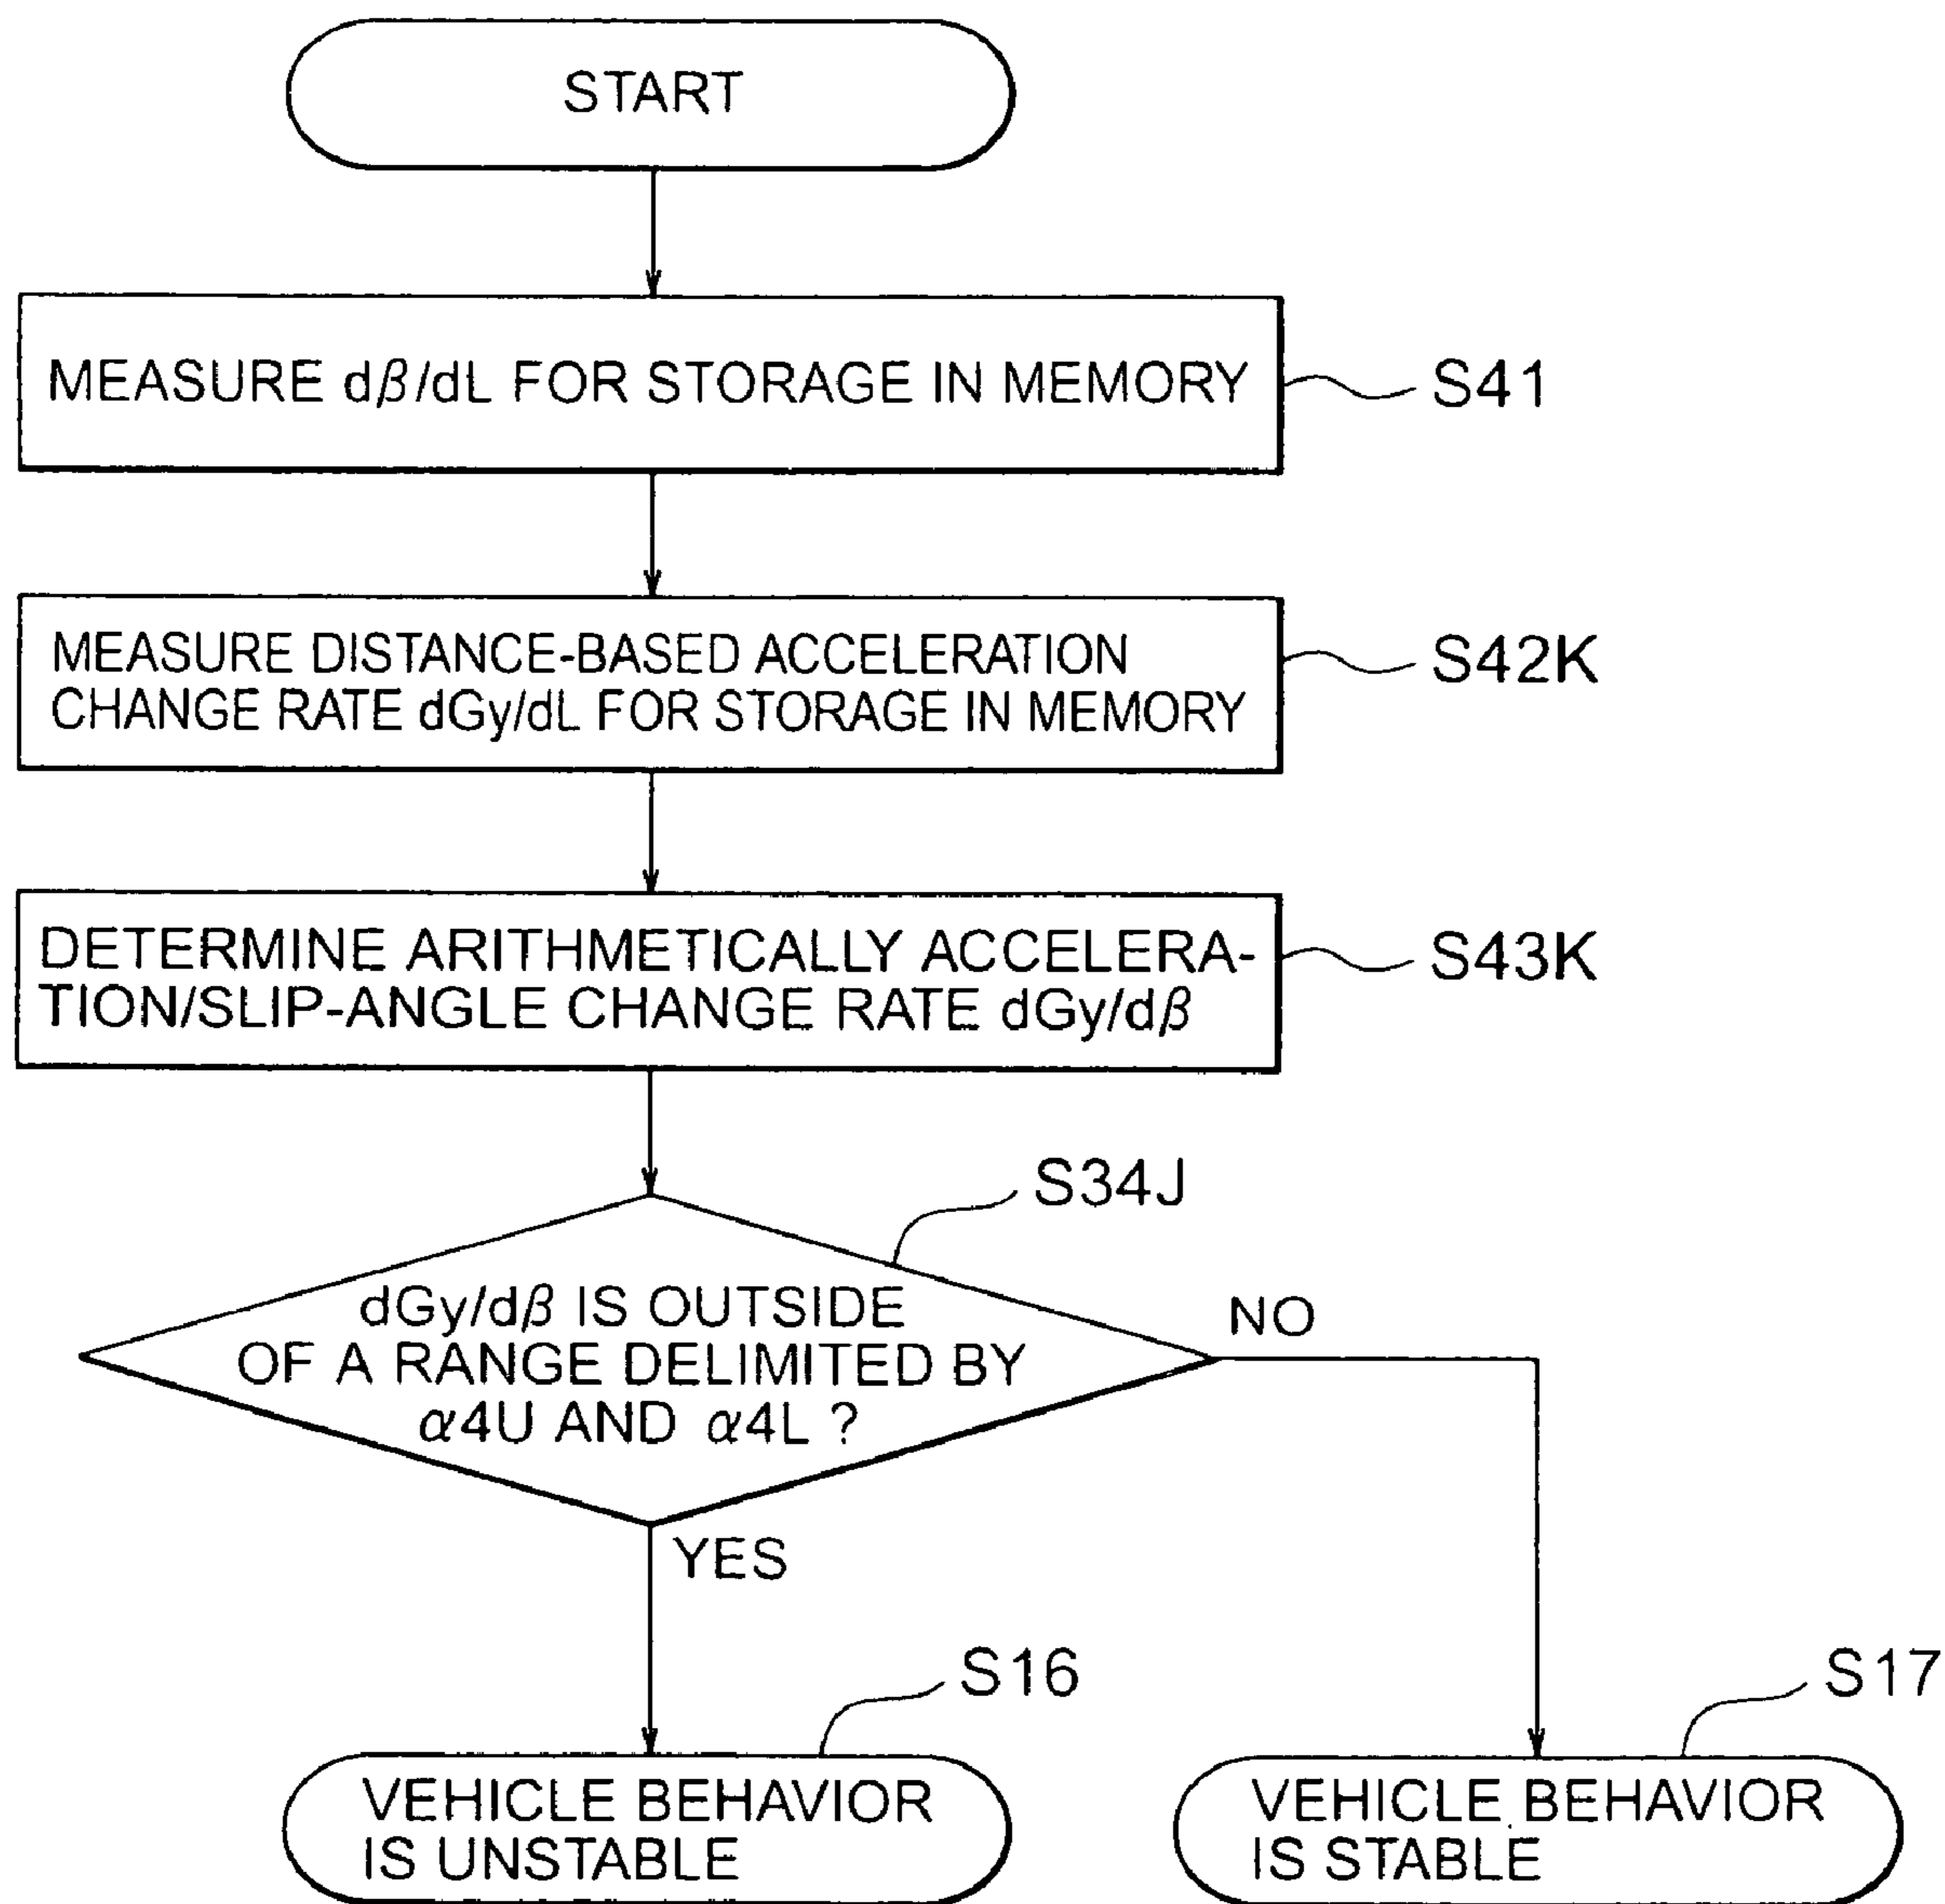 START
MEASURE dβ/dL FOR STORAGE IN MEMORY
S41
MEASURE DISTANCE-BASED ACCELERATION
CHANGE RATE dGy/dL FOR STORAGE IN MEMORY
S42K
DETERMINE ARITHMETICALLY ACCELERA-
TION/SLIP-ANGLE CHANGE RATE dGy/dβ
S43K
S34J
dGy/dβ IS OUTSIDE
OF A RANGE DELIMITED BY
α4U AND α4L ?
NO
YES
S16
VEHICLE BEHAVIOR
IS UNSTABLE
S17
VEHICLE BEHAVIOR
IS STABLE